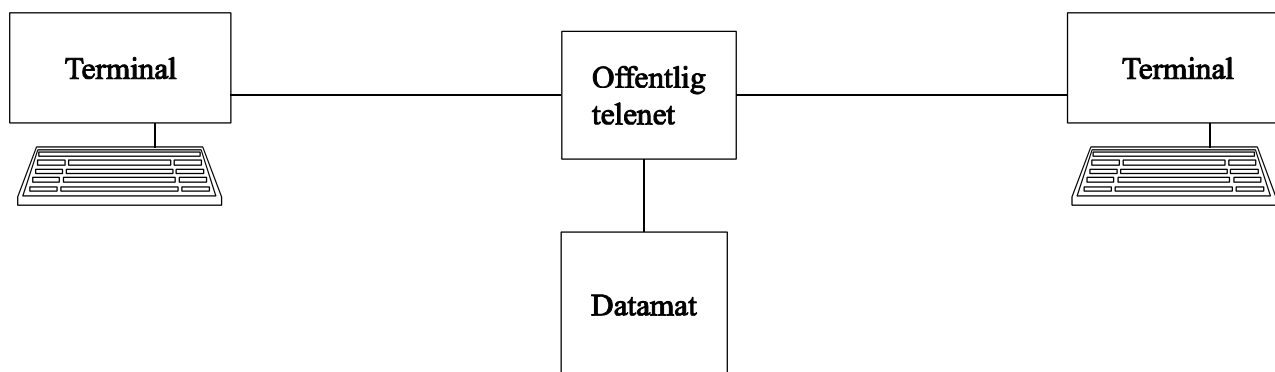 Terminal
Offentlig
telenet
Terminal
Datamat